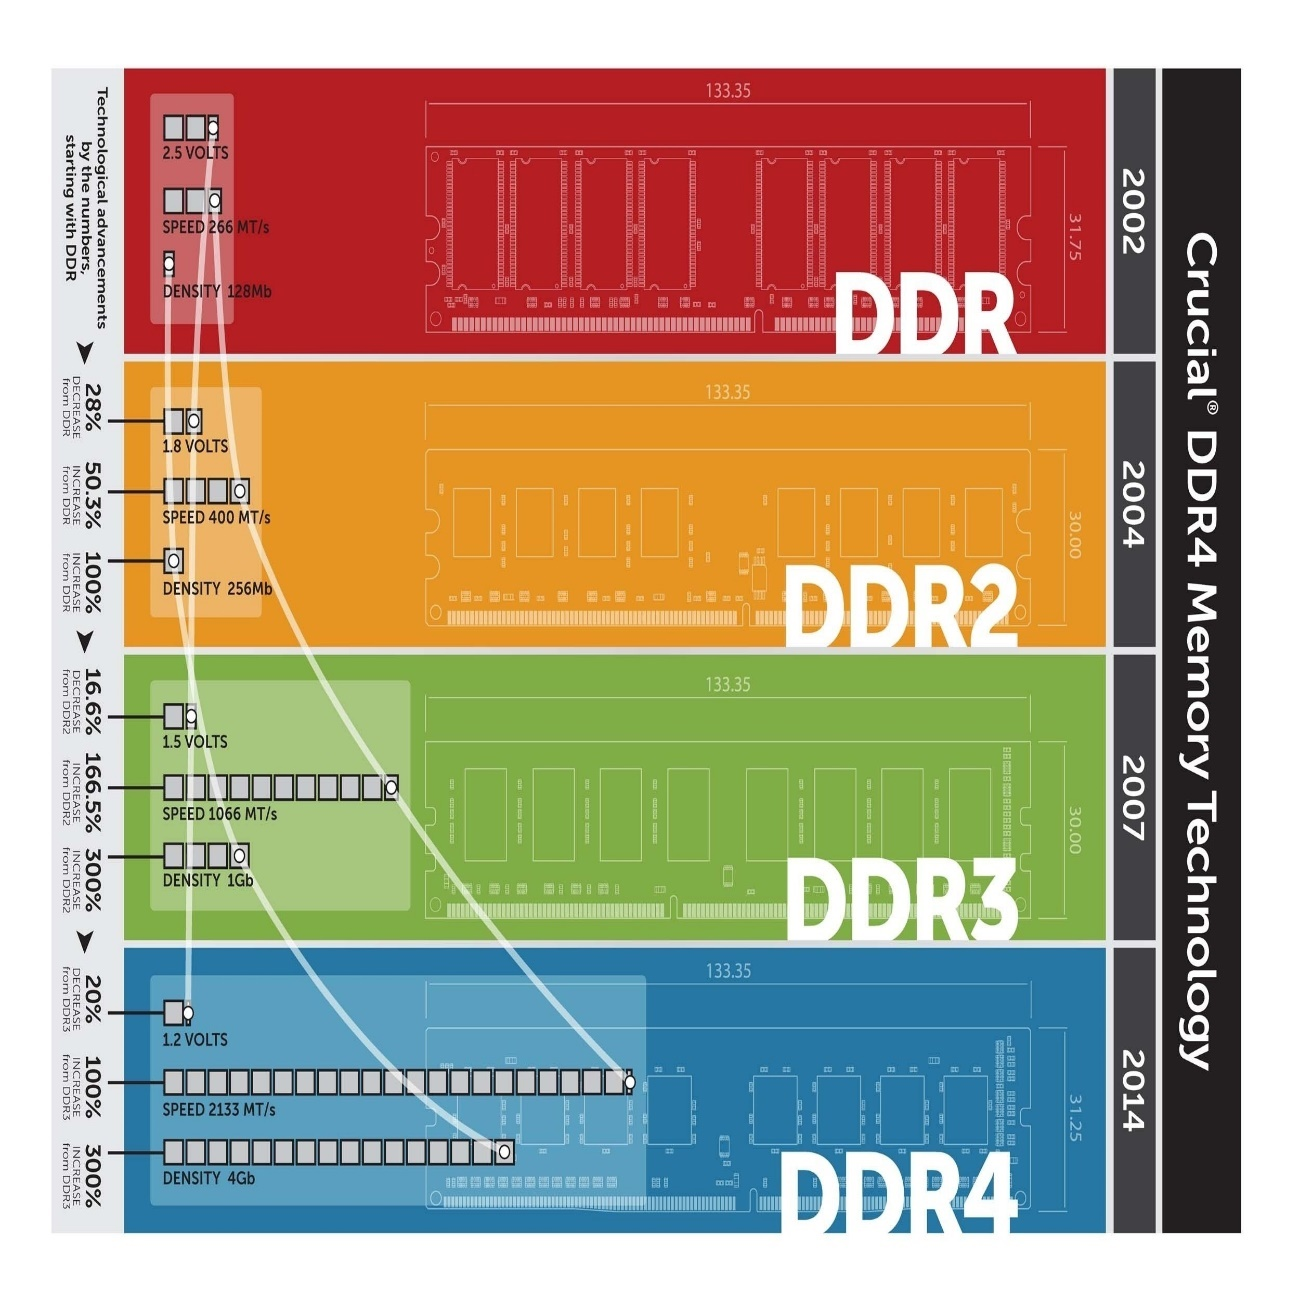 Crucial® DDR4 Memory Technology
2002
133.35
31.75
DDR
2.5 VOLTS
SPEED 266 MT/s
DENSITY 128Mb
Technological advancements
by the numbers,
starting with DDR
2004
133.35
30.00
DDR2
1.8 VOLTS
SPEED 400 MT/s
DENSITY 256Mb
28%
DECREASE
from DDR
50.3%
INCREASE
from DDR
100%
INCREASE
from DDR
2007
133.35
30.00
DDR3
1.5 VOLTS
SPEED 1066 MT/s
DENSITY 1Gb
16.6%
DECREASE
from DDR2
166.5%
INCREASE
from DDR2
300%
INCREASE
from DDR2
2014
133.35
31.25
DDR4
1.2 VOLTS
SPEED 2133 MT/s
DENSITY 4Gb
20%
DECREASE
from DDR3
100%
INCREASE
from DDR3
300%
INCREASE
from DDR3